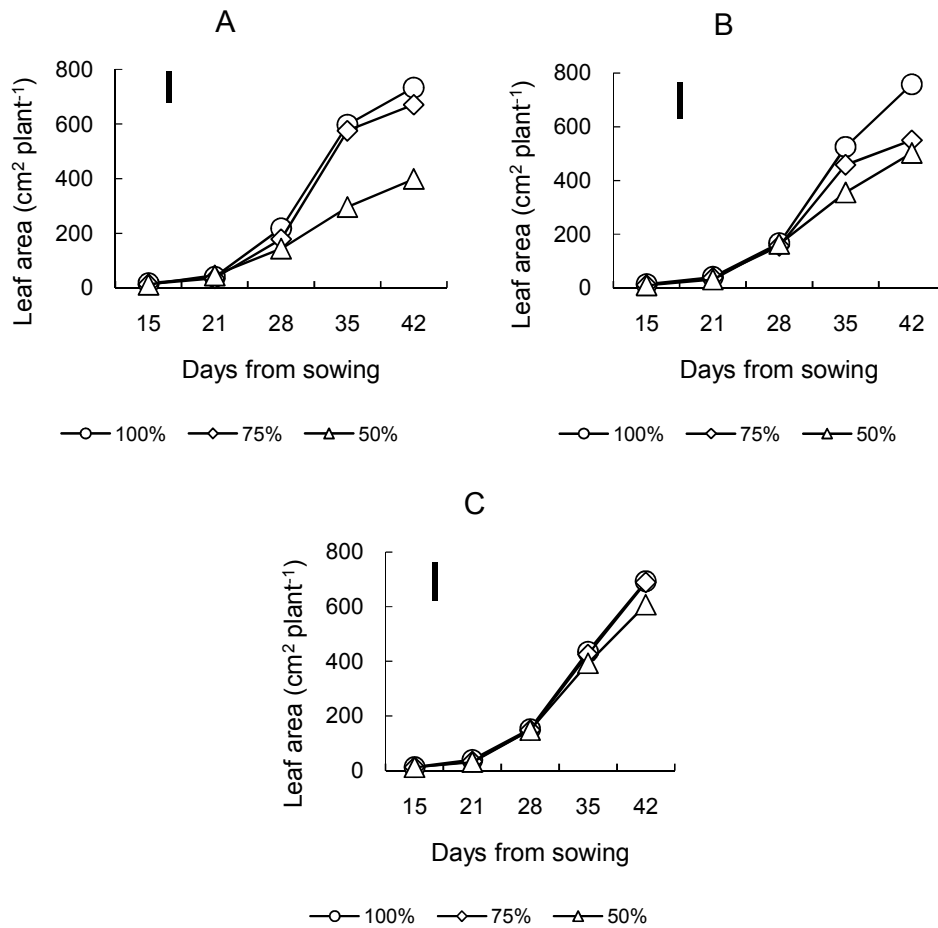 A
Leaf area (cm² plant⁻¹)
800
600
400
200
0
15 21 28 35 42
Days from sowing
100% 75% 50%
B
Leaf area (cm² plant⁻¹)
800
600
400
200
0
15 21 28 35 42
Days from sowing
100% 75% 50%
C
Leaf area (cm² plant⁻¹)
800
600
400
200
0
15 21 28 35 42
Days from sowing
100% 75% 50%